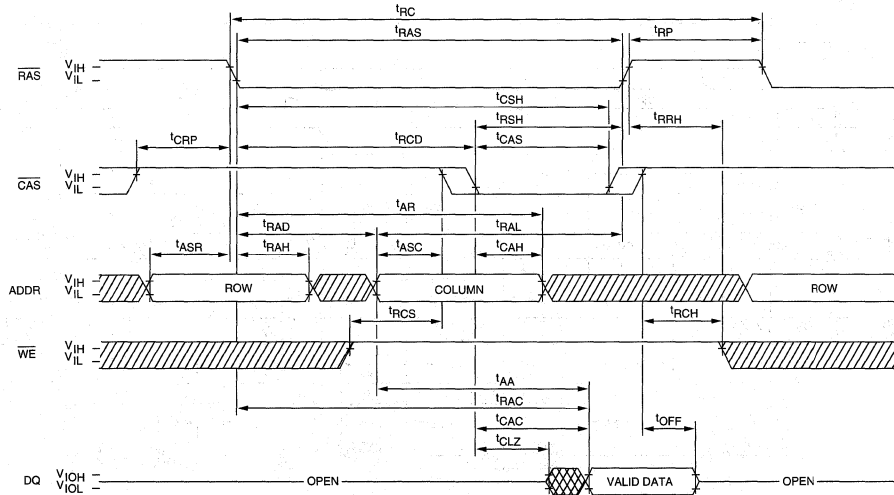 tRC
tRAS tRP
RAS VIH VIL
tCSH
tRSH tRRH
tCRP tRCD tCAS
CAS VIH VIL
tAR
tRAD tRAL
tASR tRAH tASC tCAH
ADDR VIH VIL ROW COLUMN ROW
tRCS tRCH
WE VIH VIL
tAA
tRAC
tCAC tOFF
tCLZ
DQ VIOH VIOL OPEN VALID DATA OPEN